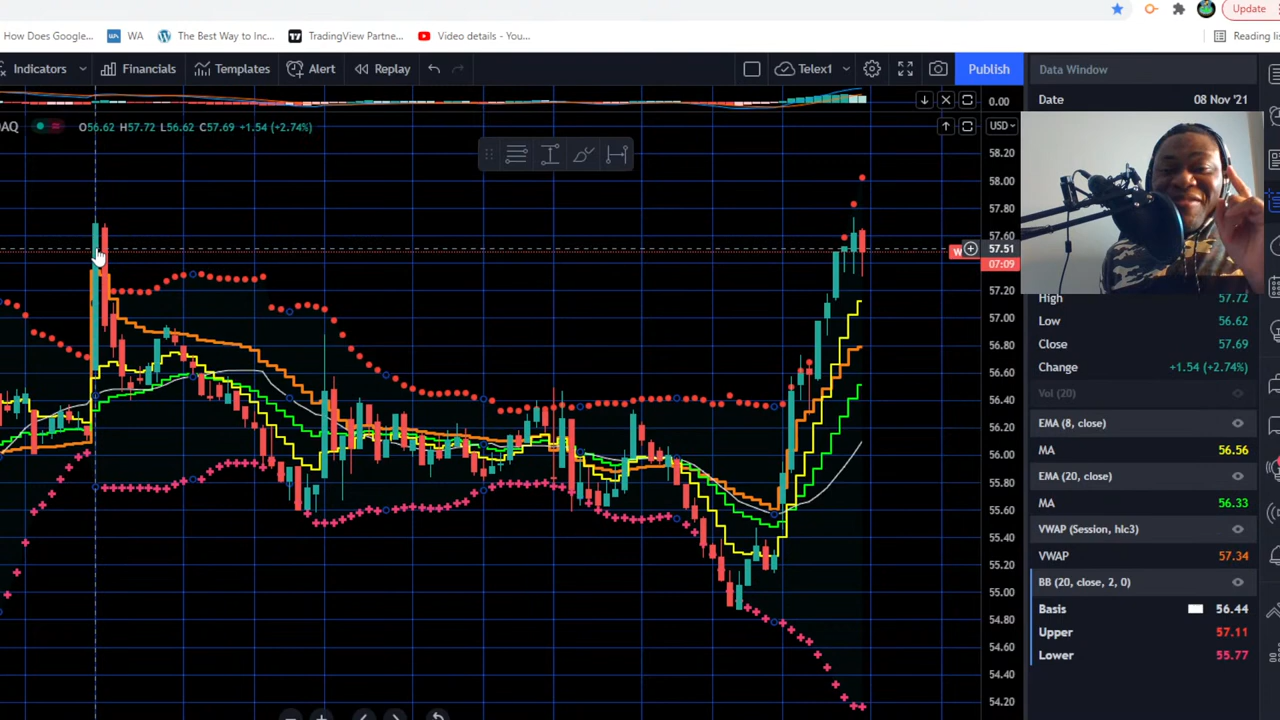 Update
How Does Google...
WA
The Best Way to Inc...
TradingView Partne...
Video details - You...
Reading lis
Indicators
Financials
Templates
Alert
Replay
Telex1
Publish
Data Window
0.00
Date
08 Nov '21
AQ
O56.62 H57.72 L56.62 C57.69 +1.54 (+2.74%)
USD
58.20
58.00
57.80
57.60
W
57.51
07:09
57.20
57.00
56.80
56.60
56.40
56.20
56.00
55.80
55.60
55.40
55.20
55.00
54.80
54.60
54.40
54.20
High
57.72
Low
56.62
Close
57.69
Change
+1.54 (+2.74%)
Vol (20)
EMA (8, close)
MA
56.56
EMA (20, close)
MA
56.33
VWAP (Session, hlc3)
VWAP
57.34
BB (20, close, 2, 0)
Basis
56.44
Upper
57.11
Lower
55.77